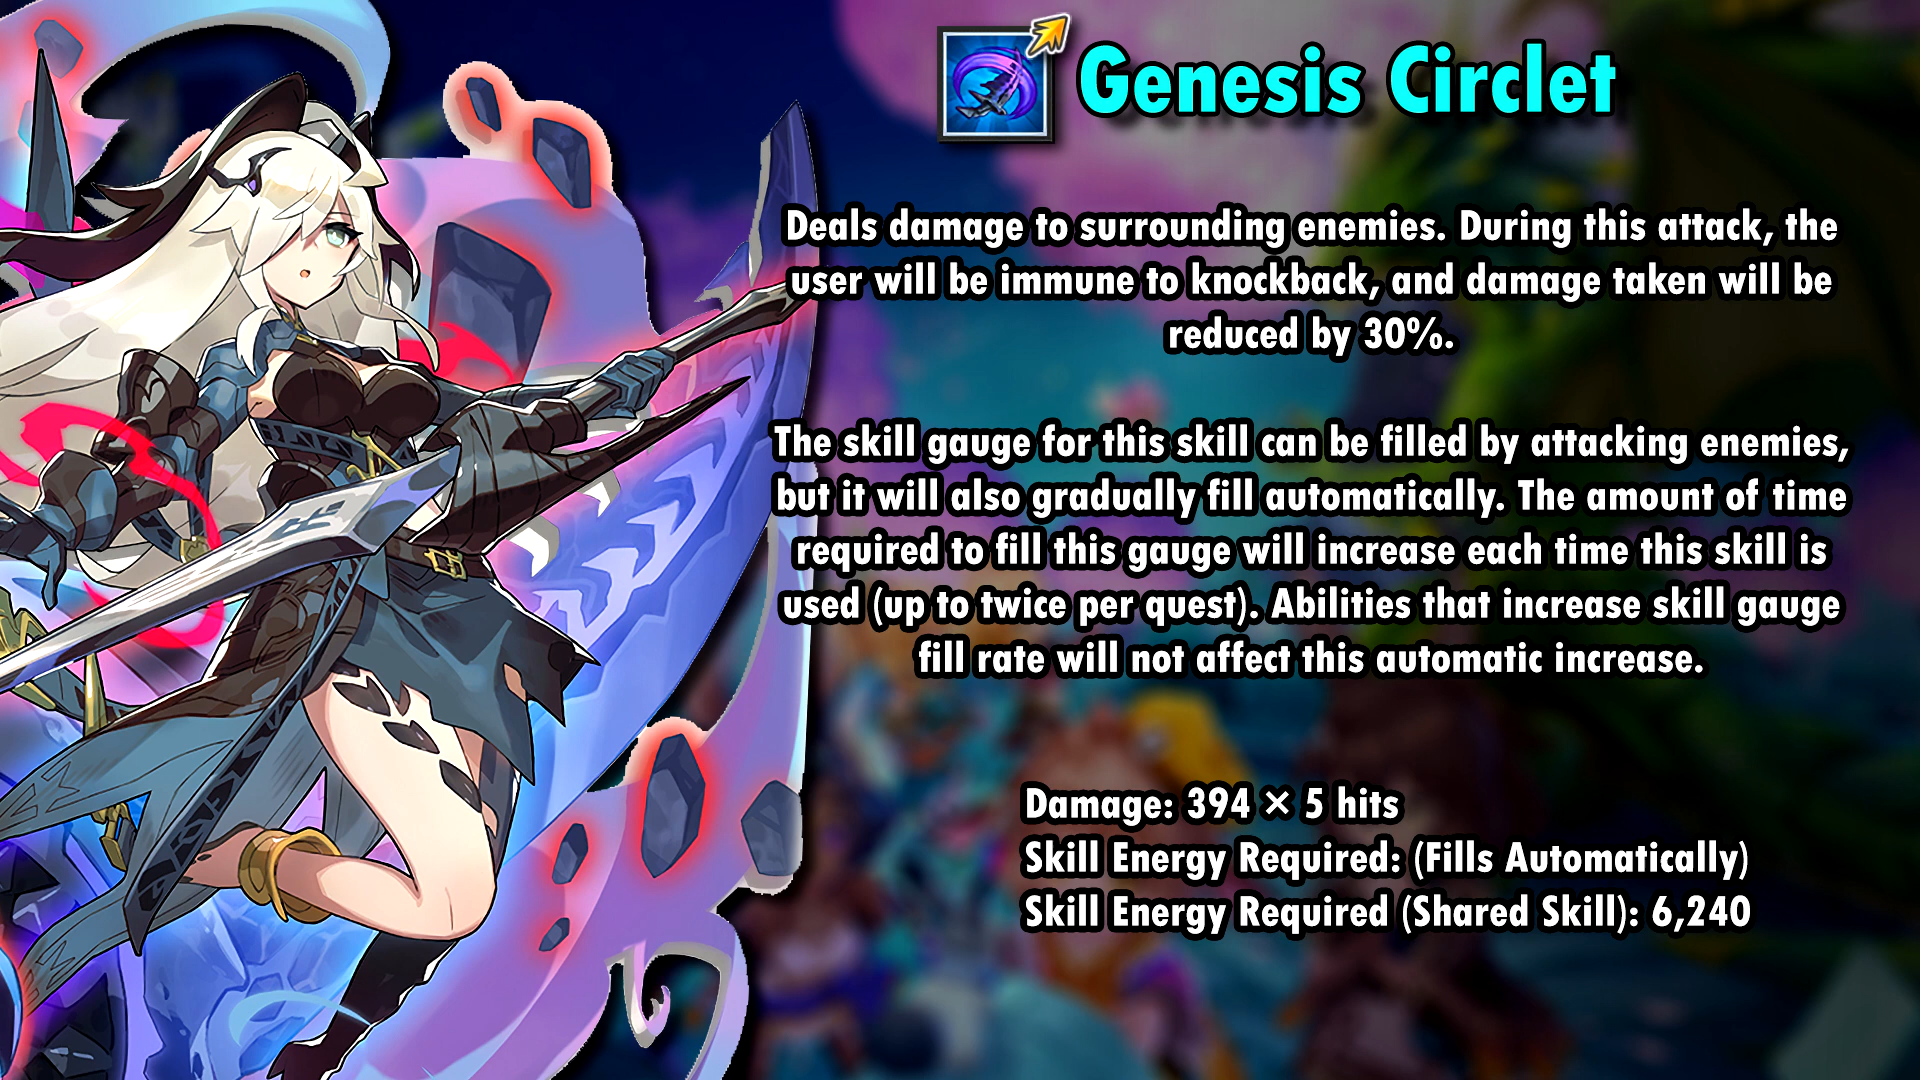 Genesis Circlet
Deals damage to surrounding enemies. During this attack, the
user will be immune to knockback, and damage taken will be
reduced by 30%.
The skill gauge for this skill can be filled by attacking enemies,
but it will also gradually fill automatically. The amount of time
required to fill this gauge will increase each time this skill is
used (up to twice per quest). Abilities that increase skill gauge
fill rate will not affect this automatic increase.
Damage: 394 × 5 hits
Skill Energy Required: (Fills Automatically)
Skill Energy Required (Shared Skill): 6,240